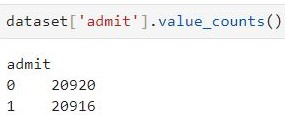 dataset['admit'].value_counts()
admit
0    20920
1    20916